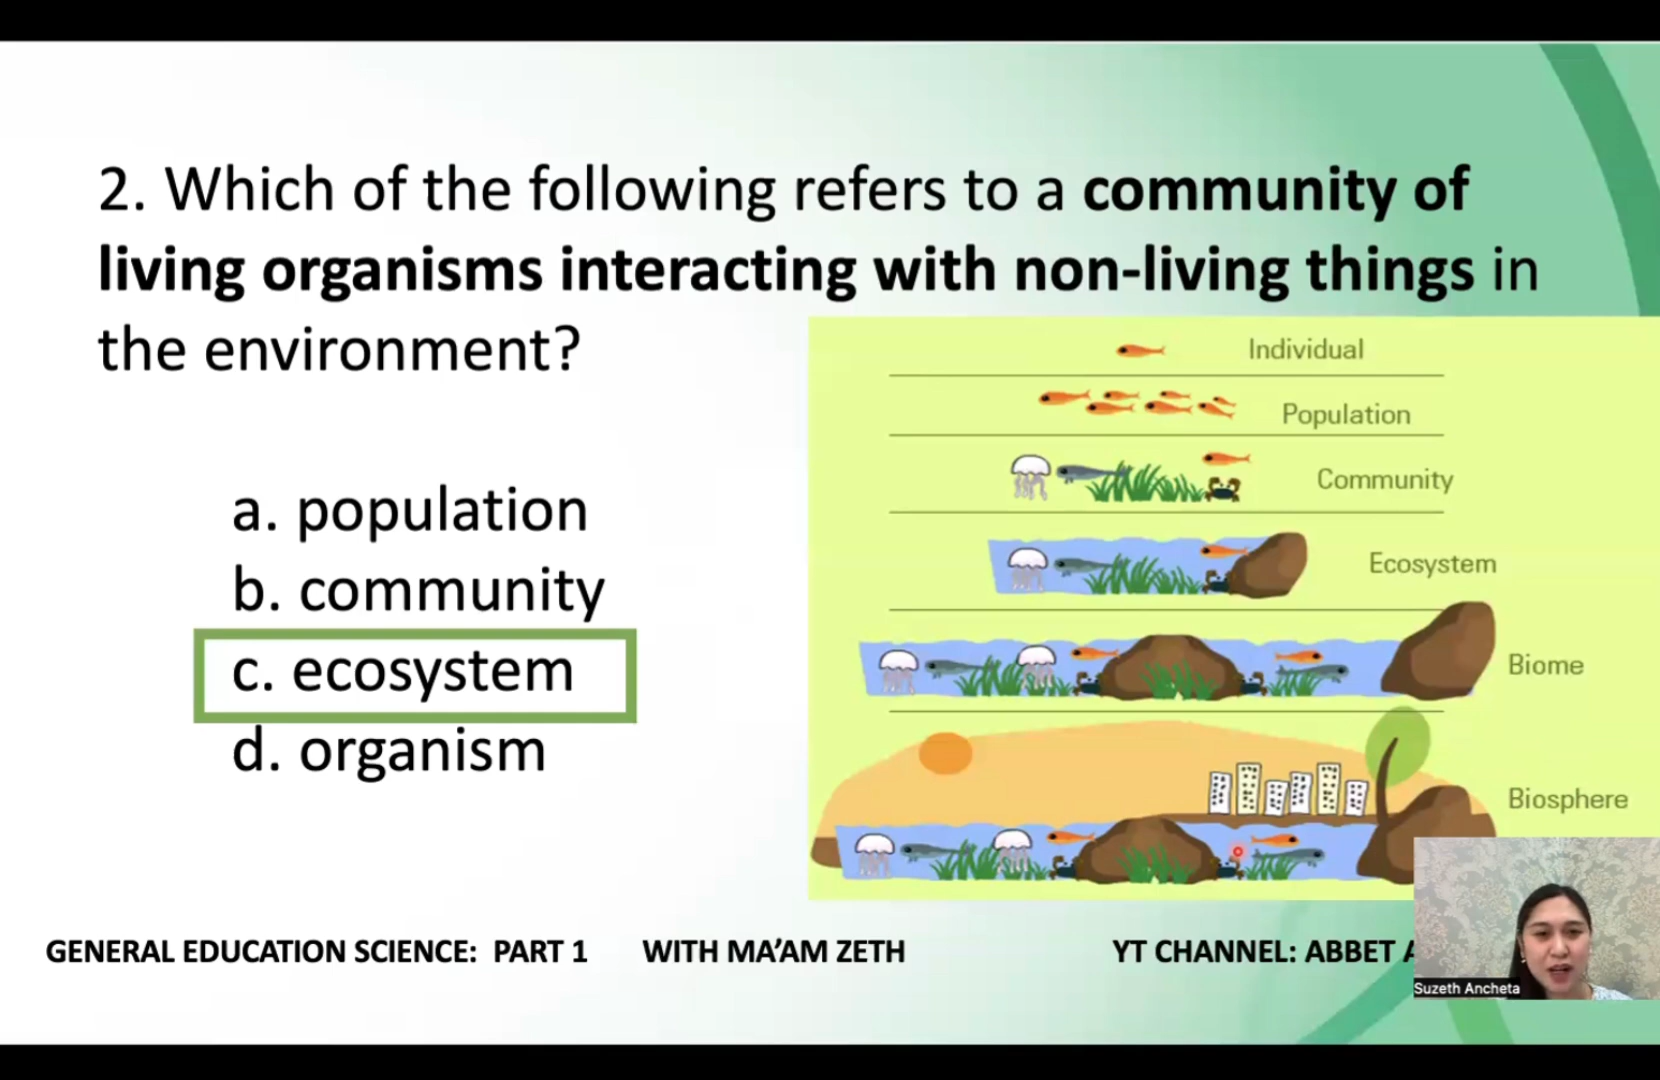 2. Which of the following refers to a community of
living organisms interacting with non-living things in
the environment?
a. population
b. community
c. ecosystem
d. organism
Individual
Population
Community
Ecosystem
Biome
Biosphere
GENERAL EDUCATION SCIENCE: PART 1 WITH MA'AM ZETH YT CHANNEL: ABBET
Suzeth Ancheta